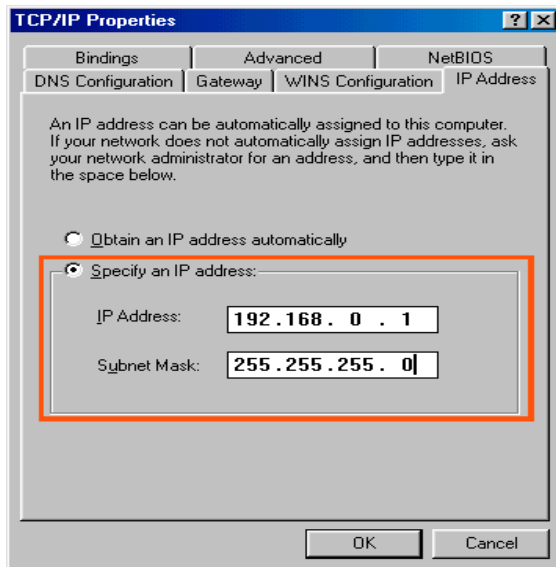 TCP/IP Properties
Bindings Advanced NetBIOS
DNS Configuration Gateway WINS Configuration IP Address
An IP address can be automatically assigned to this computer.
If your network does not automatically assign IP addresses, ask
your network administrator for an address, and then type it in
the space below.
Obtain an IP address automatically
Specify an IP address:
IP Address: 192.168. 0 . 1
Subnet Mask: 255.255.255. 0
OK Cancel